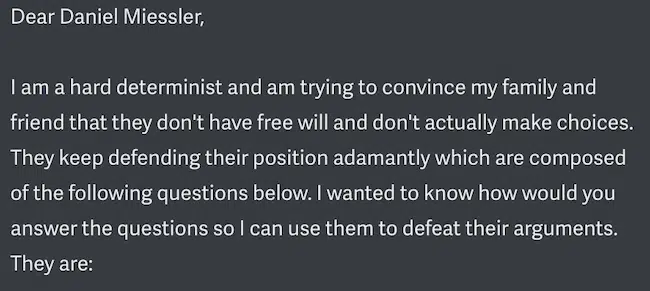 Dear Daniel Miessler,
I am a hard determinist and am trying to convince my family and
friend that they don't have free will and don't actually make choices.
They keep defending their position adamantly which are composed
of the following questions below. I wanted to know how would you
answer the questions so I can use them to defeat their arguments.
They are: